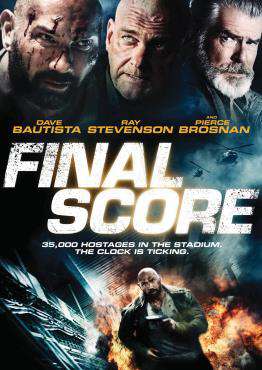 DAVE
BAUTISTA
RAY
STEVENSON
AND
PIERCE
BROSNAN
FINAL
SCORE
35,000 HOSTAGES IN THE STADIUM.
THE CLOCK IS TICKING.